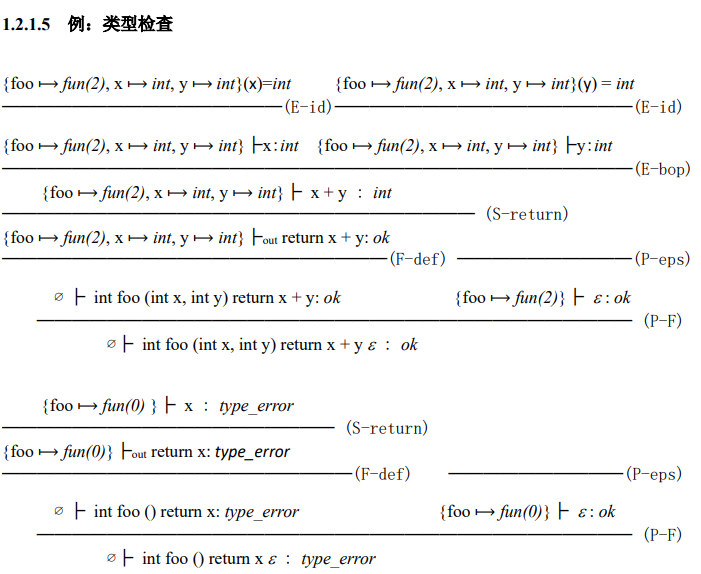 1.2.1.5 例：类型检查
{foo ↦ fun(2), x ↦ int, y ↦ int}(x)=int {foo ↦ fun(2), x ↦ int, y ↦ int}(y) = int
(E-id) (E-id)
{foo ↦ fun(2), x ↦ int, y ↦ int} ├x:int {foo ↦ fun(2), x ↦ int, y ↦ int} ├y:int
(E-bop)
{foo ↦ fun(2), x ↦ int, y ↦ int} ├ x + y : int
(S-return)
{foo ↦ fun(2), x ↦ int, y ↦ int} ├out return x + y: ok
(F-def) (P-eps)
∅ ├ int foo (int x, int y) return x + y: ok {foo ↦ fun(2)} ├ ε: ok
(P-F)
∅ ├ int foo (int x, int y) return x + y ε : ok
{foo ↦ fun(0) } ├ x : type_error
(S-return)
{foo ↦ fun(0)} ├out return x: type_error
(F-def) (P-eps)
∅ ├ int foo () return x: type_error {foo ↦ fun(0)} ├ ε: ok
(P-F)
∅ ├ int foo () return x ε : type_error